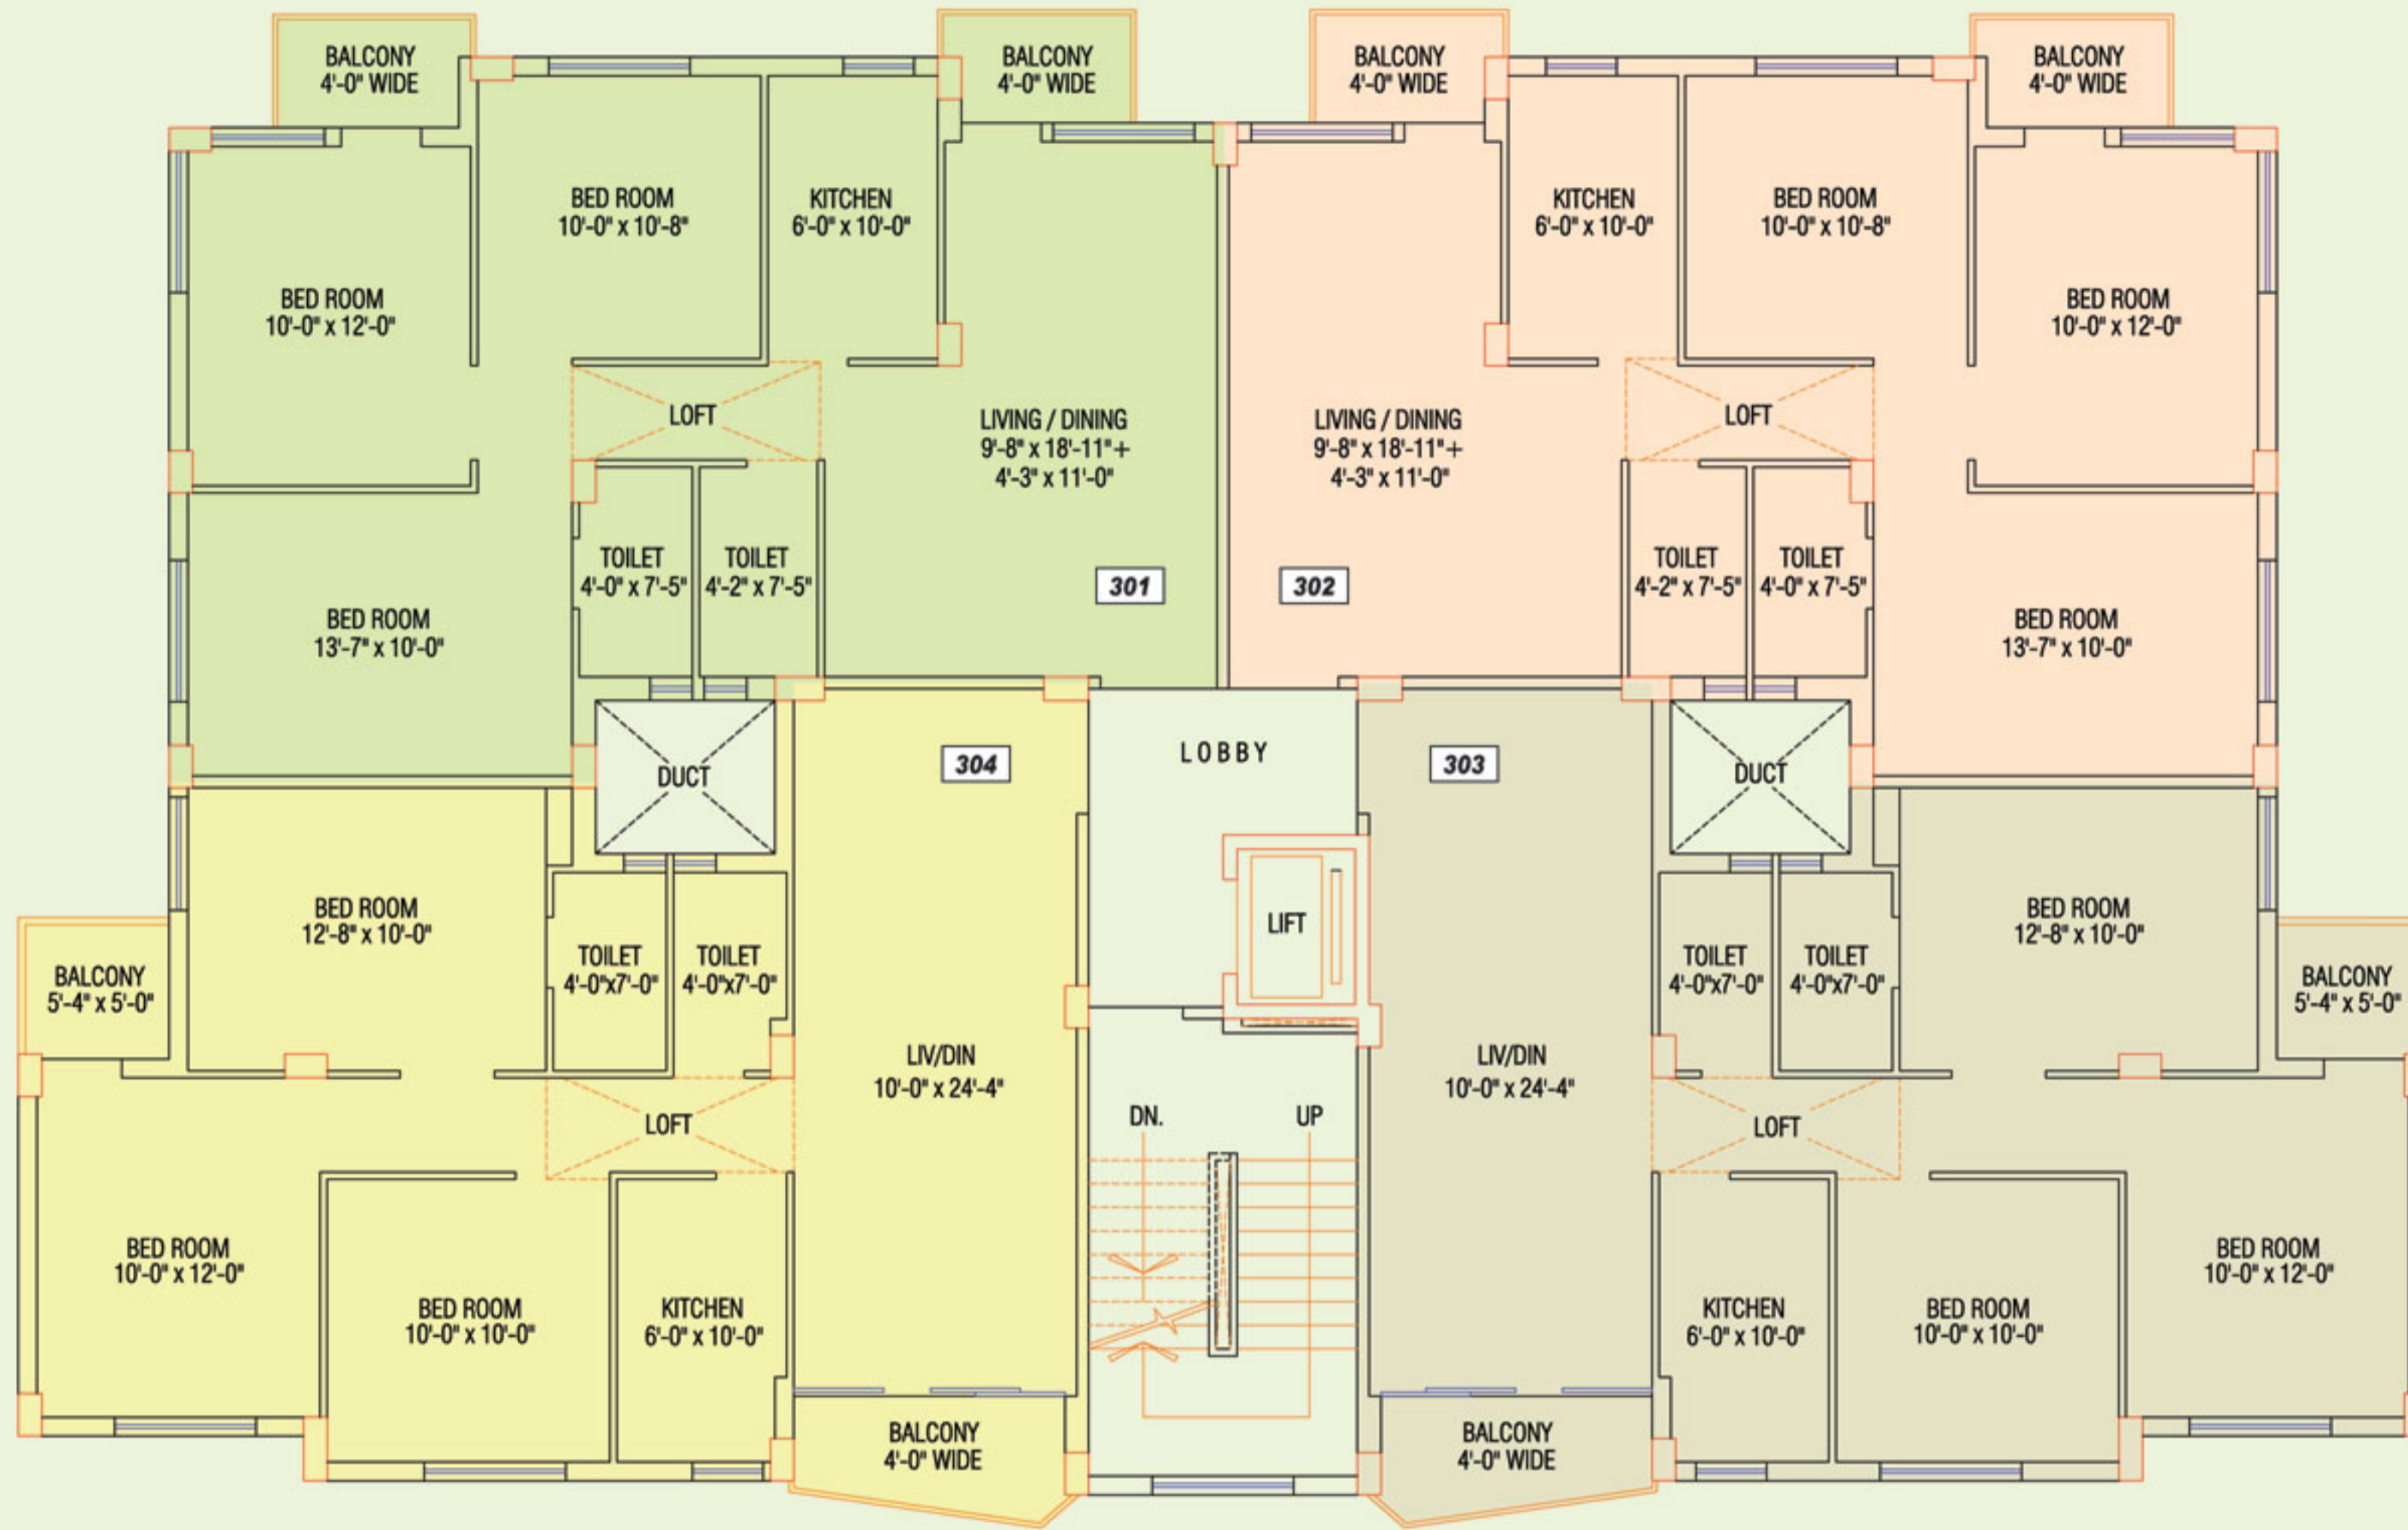 BALCONY
4'-0" WIDE
BALCONY
4'-0" WIDE
BALCONY
4'-0" WIDE
BALCONY
4'-0" WIDE
BED ROOM
10'-0" x 10'-8"
KITCHEN
6'-0" x 10'-0"
KITCHEN
6'-0" x 10'-0"
BED ROOM
10'-0" x 10'-8"
BED ROOM
10'-0" x 12'-0"
BED ROOM
10'-0" x 12'-0"
LOFT
LIVING / DINING
9'-8" x 18'-11"+
4'-3" x 11'-0"
LIVING / DINING
9'-8" x 18'-11"+
4'-3" x 11'-0"
LOFT
TOILET
4'-0" x 7'-5"
TOILET
4'-2" x 7'-5"
301
302
TOILET
4'-2" x 7'-5"
TOILET
4'-0" x 7'-5"
BED ROOM
13'-7" x 10'-0"
BED ROOM
13'-7" x 10'-0"
DUCT
304
LOBBY
303
DUCT
BED ROOM
12'-8" x 10'-0"
LIFT
BED ROOM
12'-8" x 10'-0"
BALCONY
5'-4" x 5'-0"
TOILET
4'-0"x7'-0"
TOILET
4'-0"x7'-0"
TOILET
4'-0"x7'-0"
TOILET
4'-0"x7'-0"
BALCONY
5'-4" x 5'-0"
LIV/DIN
10'-0" x 24'-4"
LIV/DIN
10'-0" x 24'-4"
LOFT
DN.
UP
LOFT
BED ROOM
10'-0" x 12'-0"
BED ROOM
10'-0" x 12'-0"
BED ROOM
10'-0" x 10'-0"
KITCHEN
6'-0" x 10'-0"
KITCHEN
6'-0" x 10'-0"
BED ROOM
10'-0" x 10'-0"
BALCONY
4'-0" WIDE
BALCONY
4'-0" WIDE